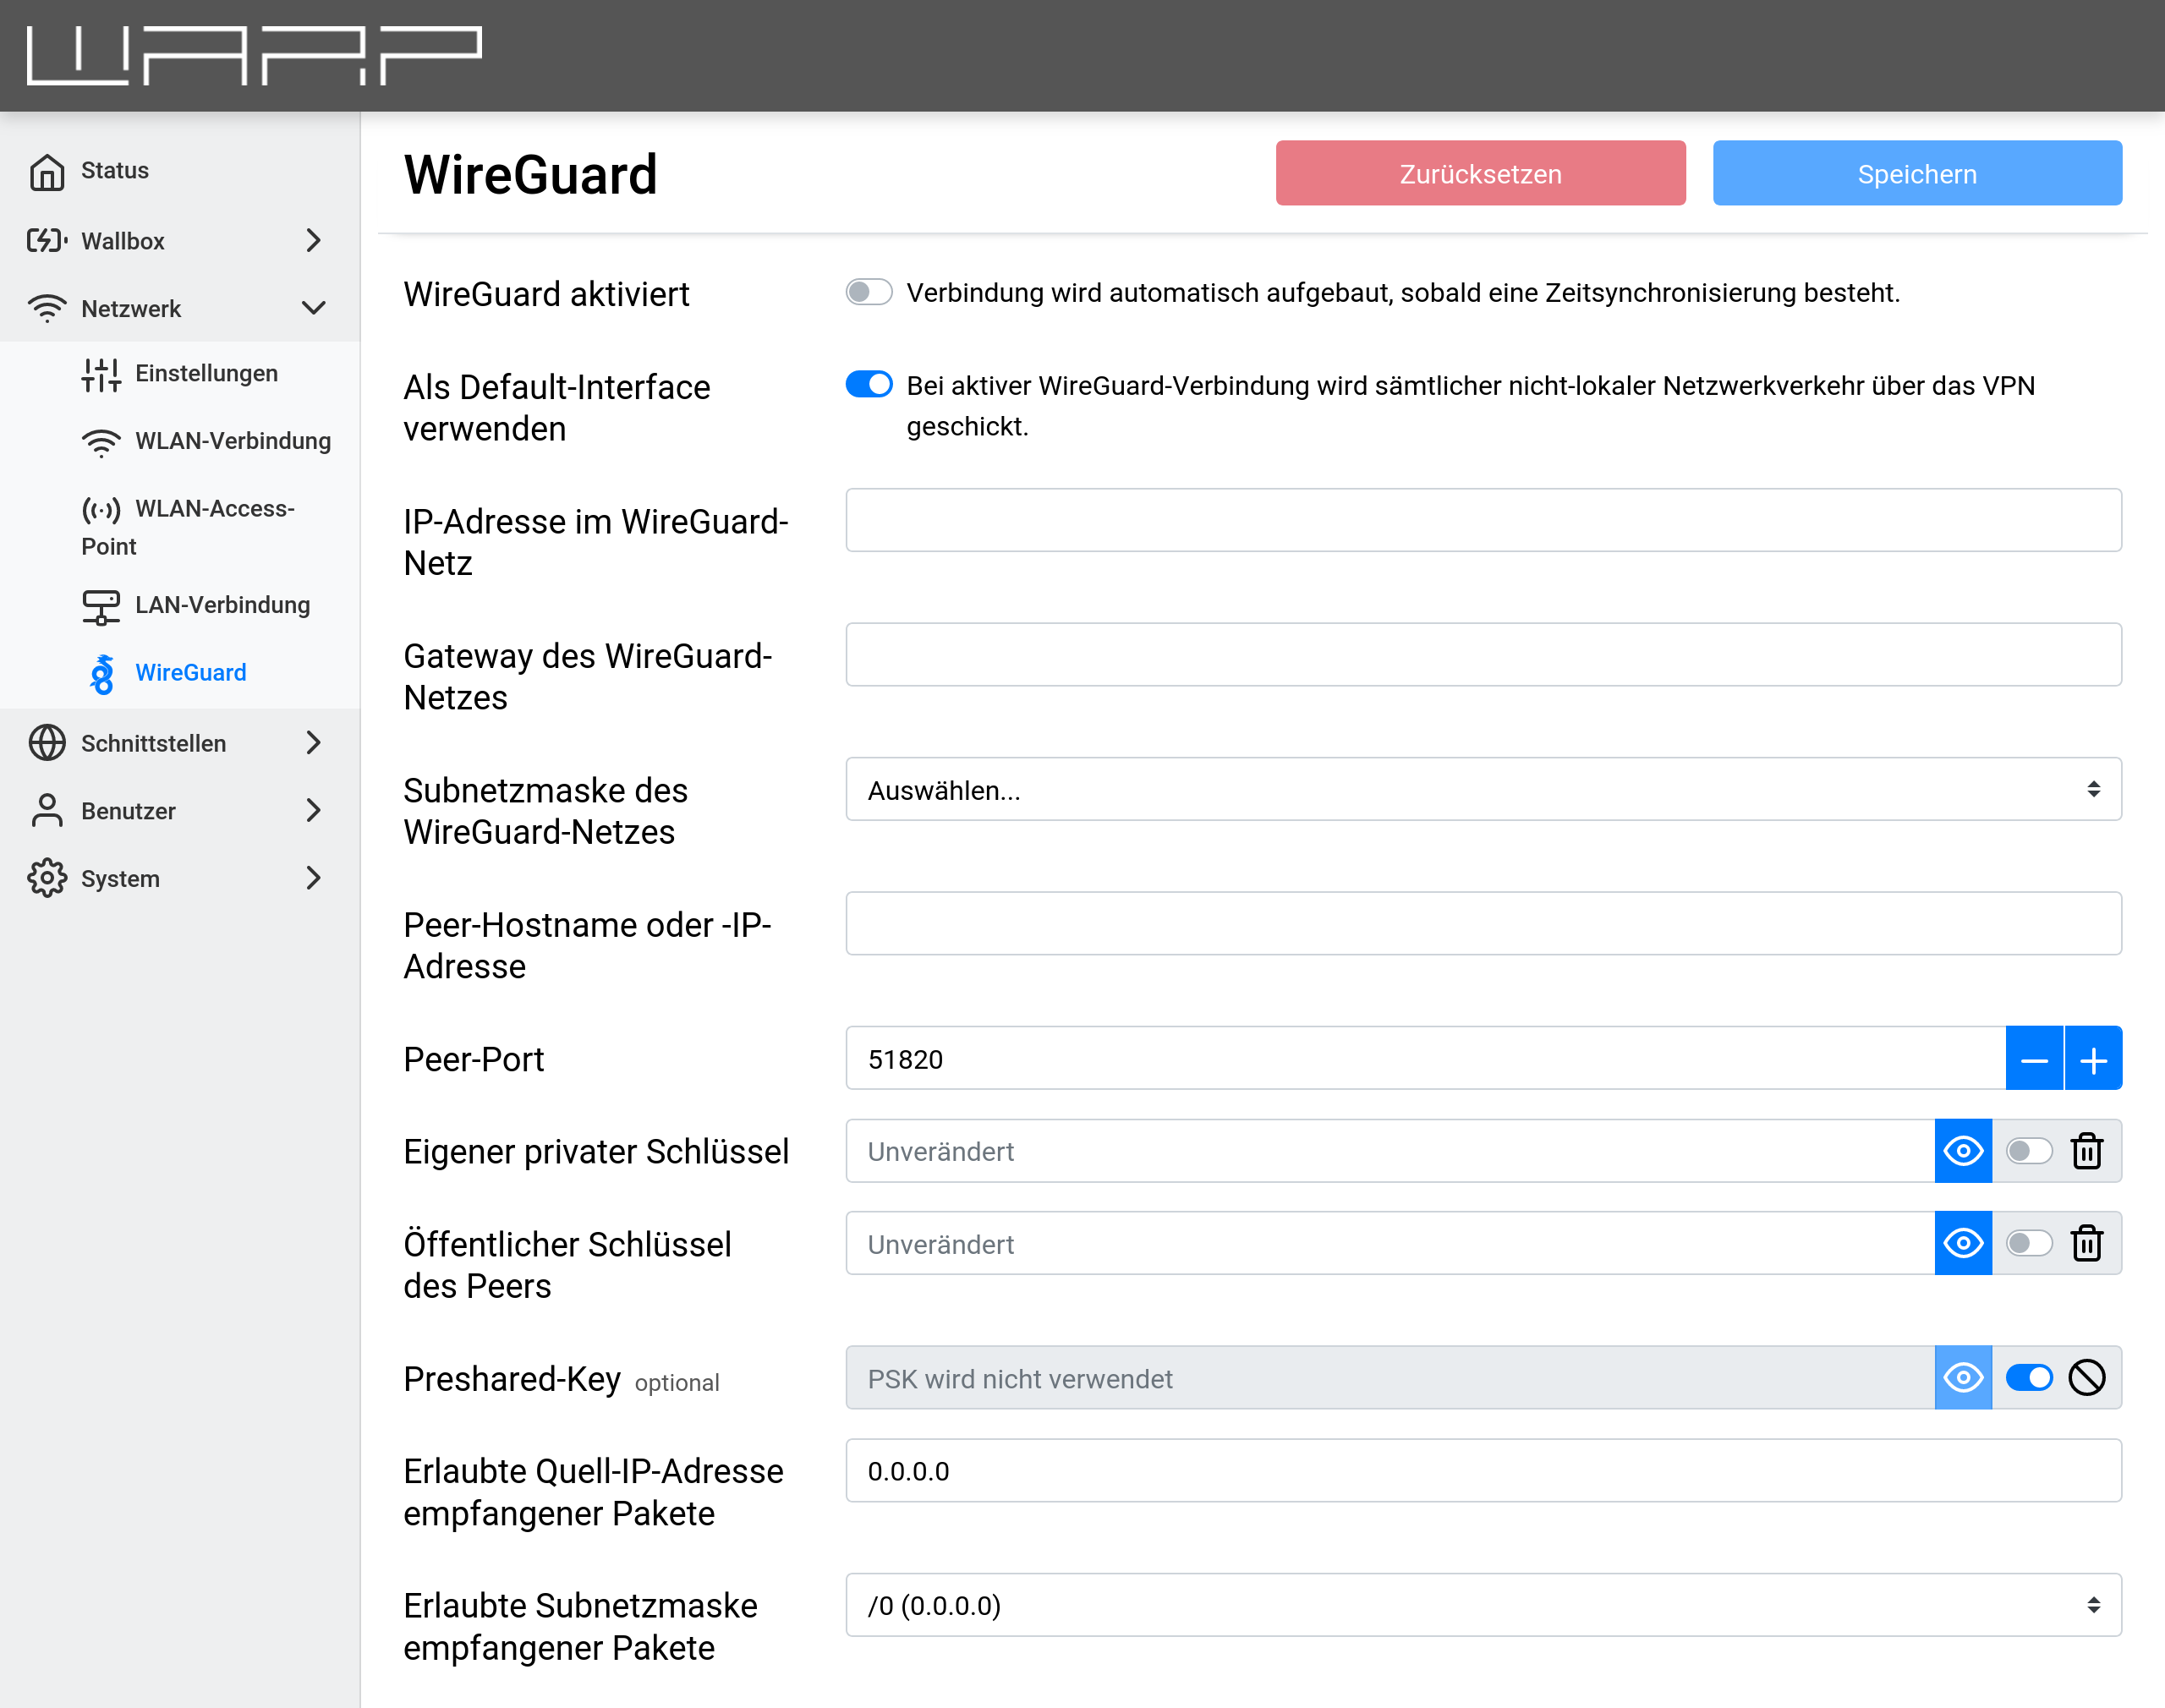 WARP
Status
Wallbox
Netzwerk
Einstellungen
WLAN-Verbindung
WLAN-Access-
Point
LAN-Verbindung
WireGuard
Schnittstellen
Benutzer
System
WireGuard
Zurücksetzen
Speichern
WireGuard aktiviert
Verbindung wird automatisch aufgebaut, sobald eine Zeitsynchronisierung besteht.
Als Default-Interface
verwenden
Bei aktiver WireGuard-Verbindung wird sämtlicher nicht-lokaler Netzwerkverkehr über das VPN
geschickt.
IP-Adresse im WireGuard-
Netz
Gateway des WireGuard-
Netzes
Subnetzmaske des
WireGuard-Netzes
Auswählen...
Peer-Hostname oder -IP-
Adresse
Peer-Port
51820
Eigener privater Schlüssel
Unverändert
Öffentlicher Schlüssel
des Peers
Unverändert
Preshared-Key optional
PSK wird nicht verwendet
Erlaubte Quell-IP-Adresse
empfangener Pakete
0.0.0.0
Erlaubte Subnetzmaske
empfangener Pakete
/0 (0.0.0.0)